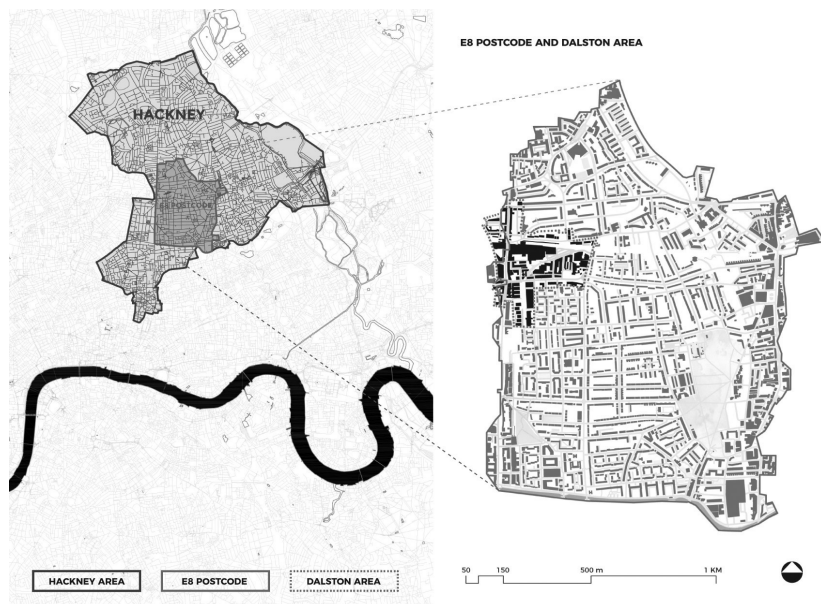 E8 POSTCODE AND DALSTON AREA
HACKNEY
E8 POSTCODE
HACKNEY AREA
E8 POSTCODE
DALSTON AREA
50 150 500 m 1 KM